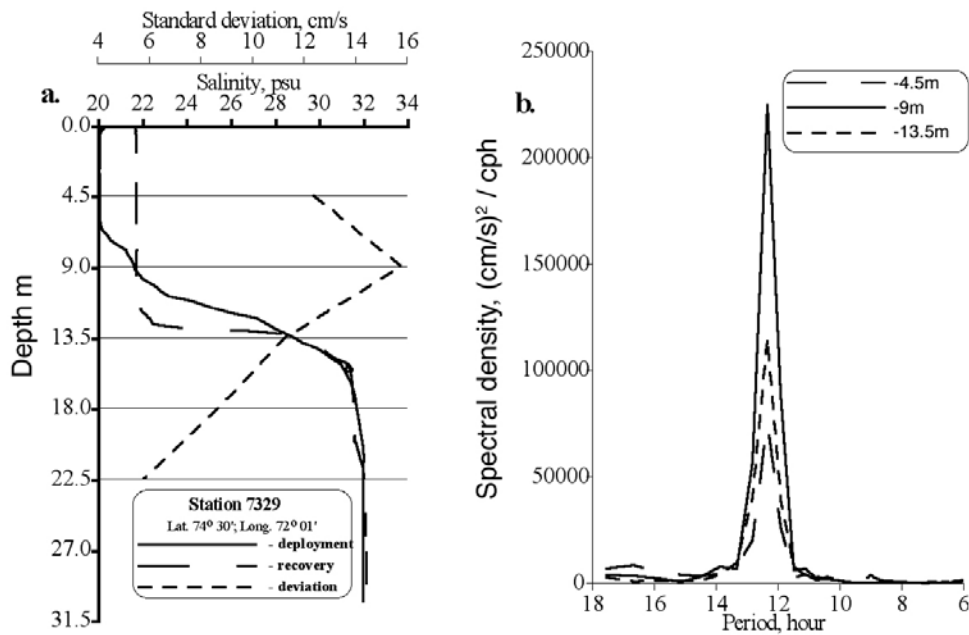 Standard deviation, cm/s
4 6 8 10 12 14 16
Salinity, psu
a.
20 22 24 26 28 30 32 34
0.0
4.5
9.0
13.5
18.0
22.5
27.0
31.5
Depth m
Station 7329
Lat. 74º 30'; Long. 72º 01'
- deployment
- recovery
- deviation
b.
250000
200000
150000
100000
50000
0
Spectral density, (cm/s)² / cph
-4.5m
-9m
-13.5m
18 16 14 12 10 8 6
Period, hour